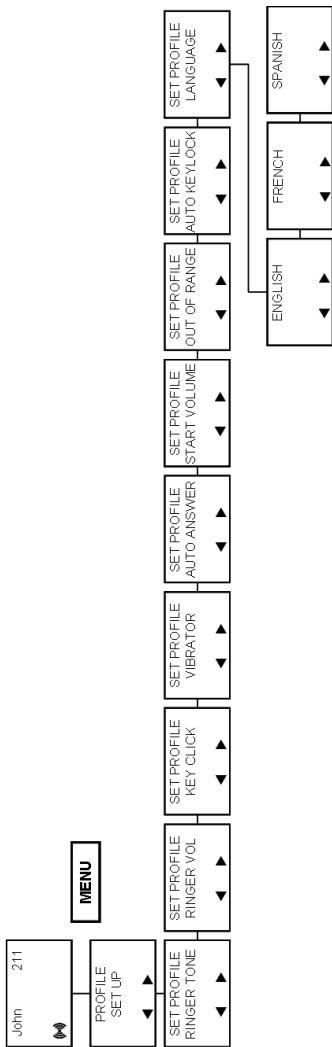 John 211
MENU
PROFILE
SET UP
SET PROFILE
RINGER TONE
SET PROFILE
RINGER VOL
SET PROFILE
KEY CLICK
SET PROFILE
VIBRATOR
SET PROFILE
AUTO ANSWER
SET PROFILE
START VOLUME
SET PROFILE
OUT OF RANGE
SET PROFILE
AUTO KEYLOCK
SET PROFILE
LANGUAGE
ENGLISH
FRENCH
SPANISH